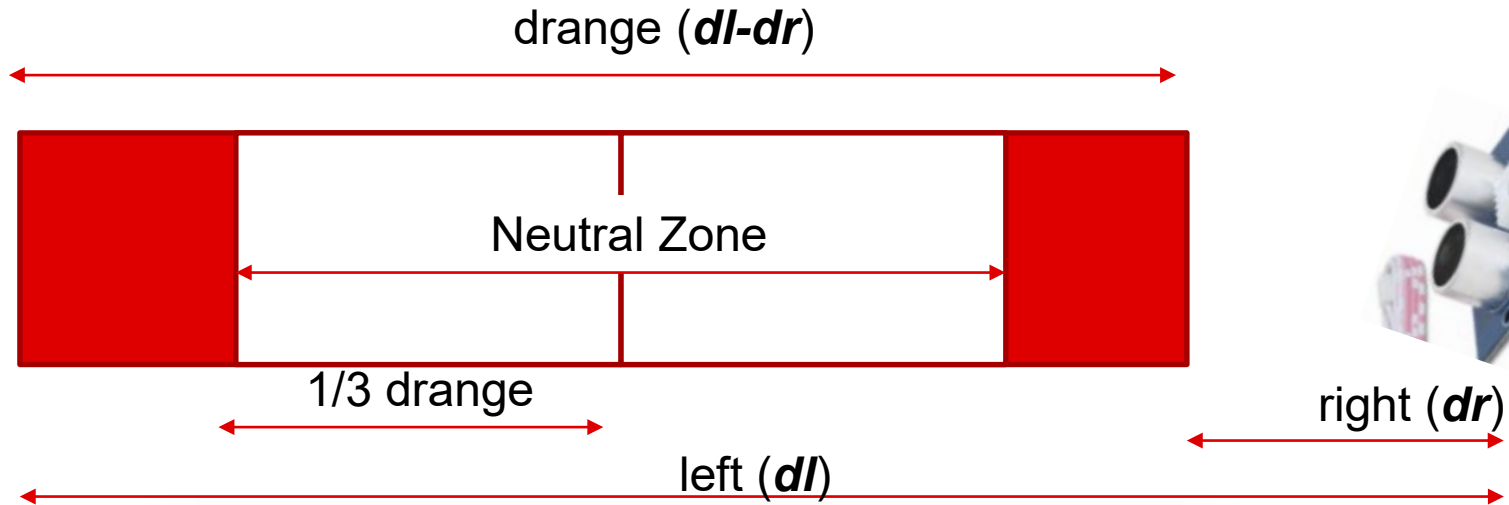 drange (dl-dr)
Neutral Zone
1/3 drange
right (dr)
left (dl)